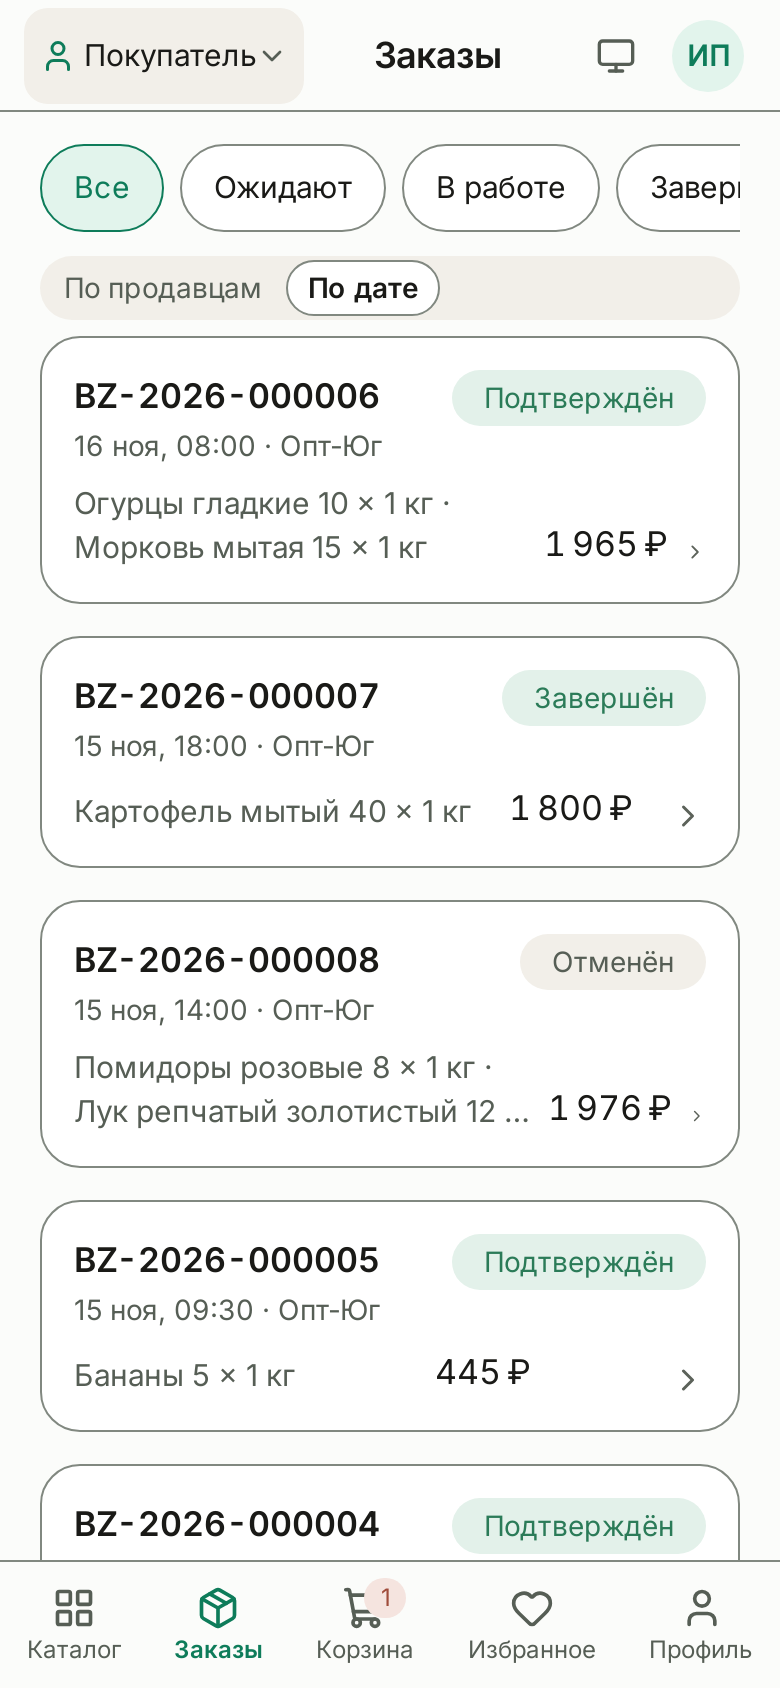 Покупатель
Заказы
ИП
Все
Ожидают
В работе
Завер
По продавцам
По дате
BZ-2026-000006
Подтверждён
16 ноя, 08:00 · Опт-Юг
Огурцы гладкие 10 × 1 кг ·
Морковь мытая 15 × 1 кг
1 965 ₽
BZ-2026-000007
Завершён
15 ноя, 18:00 · Опт-Юг
Картофель мытый 40 × 1 кг
1 800 ₽
BZ-2026-000008
Отменён
15 ноя, 14:00 · Опт-Юг
Помидоры розовые 8 × 1 кг ·
Лук репчатый золотистый 12 ...
1 976 ₽
BZ-2026-000005
Подтверждён
15 ноя, 09:30 · Опт-Юг
Бананы 5 × 1 кг
445 ₽
BZ-2026-000004
Подтверждён
1
Каталог
Заказы
Корзина
Избранное
Профиль